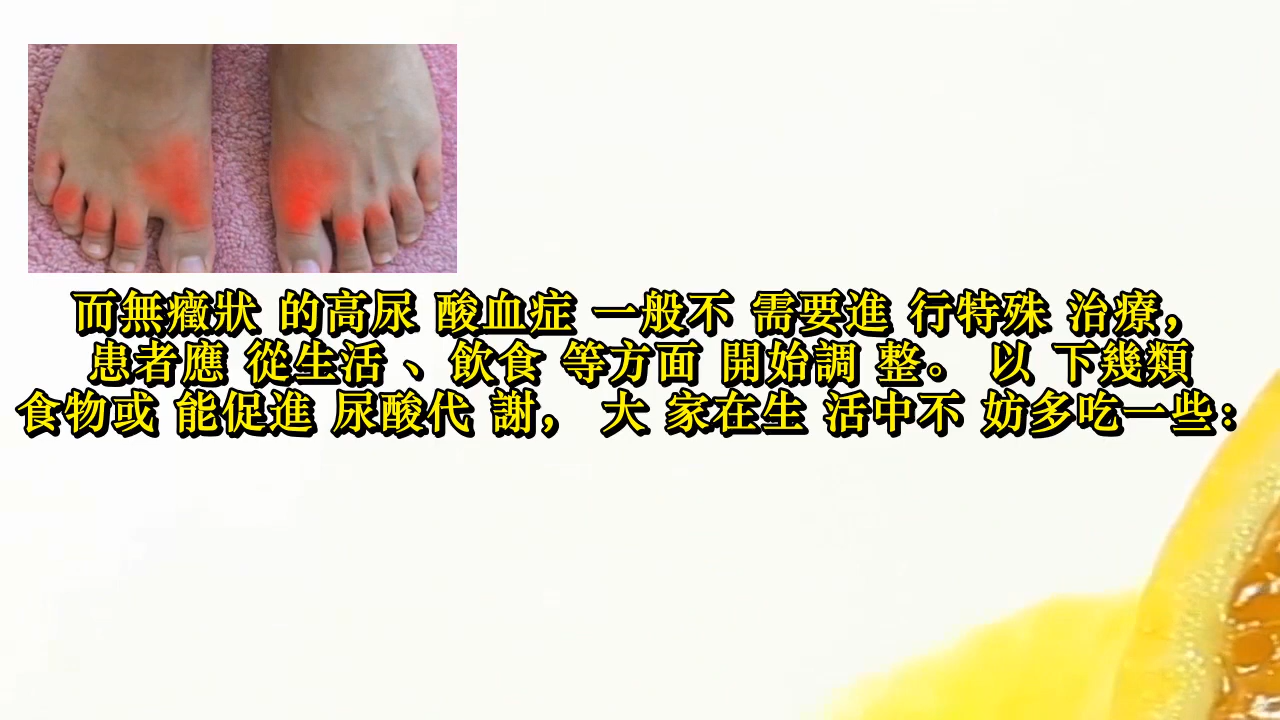 而無癥狀 的高尿 酸血症 一般不 需要進 行特殊 治療,
患者應 從生活 、飲食 等方面 開始調 整。 以 下幾類
食物或 能促進 尿酸代 謝, 大 家在生 活中不 妨多吃一些: